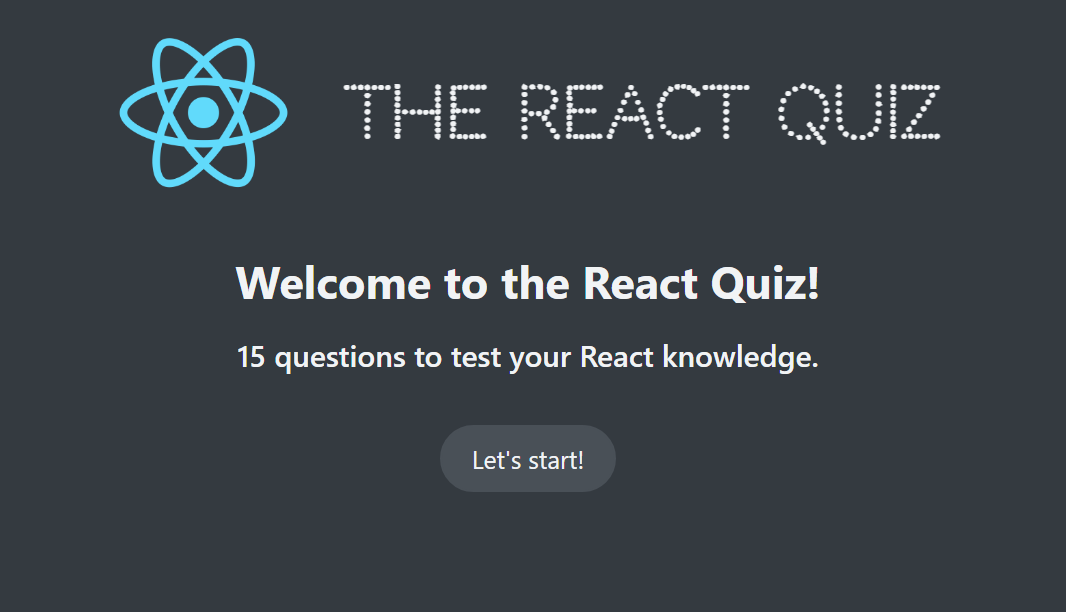 THE REACT QUIZ
Welcome to the React Quiz!
15 questions to test your React knowledge.
Let's start!